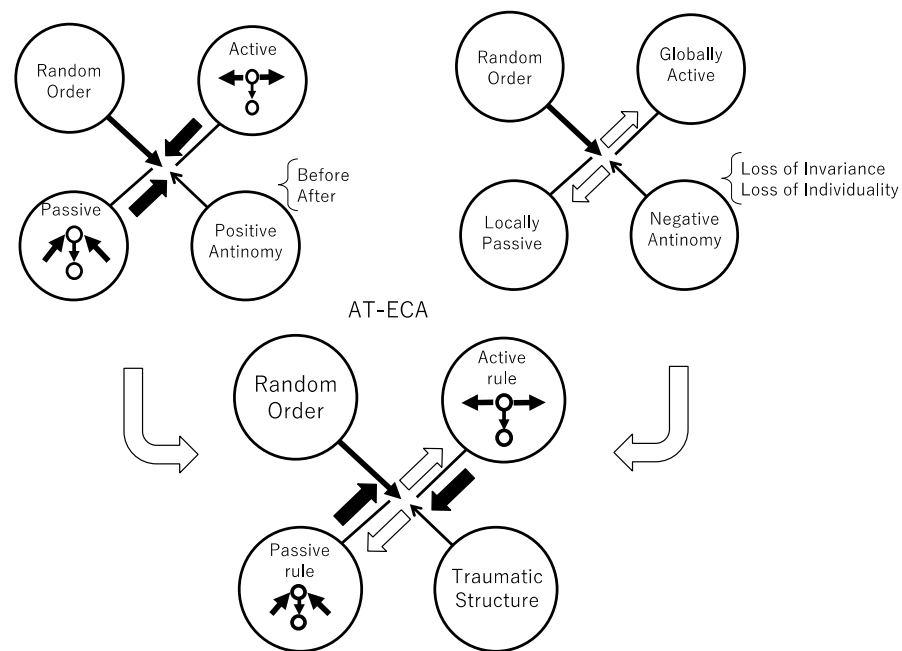 Random
Order
Active
Passive
Positive
Antinomy
Before
After
Random
Order
Globally
Active
Locally
Passive
Negative
Antinomy
Loss of Invariance
Loss of Individuality
AT-ECA
Random
Order
Active
rule
Passive
rule
Traumatic
Structure